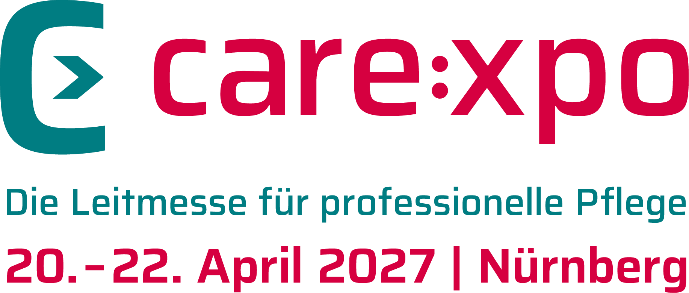 care:xpo
Die Leitmesse für professionelle Pflege
20.–22. April 2027 | Nürnberg